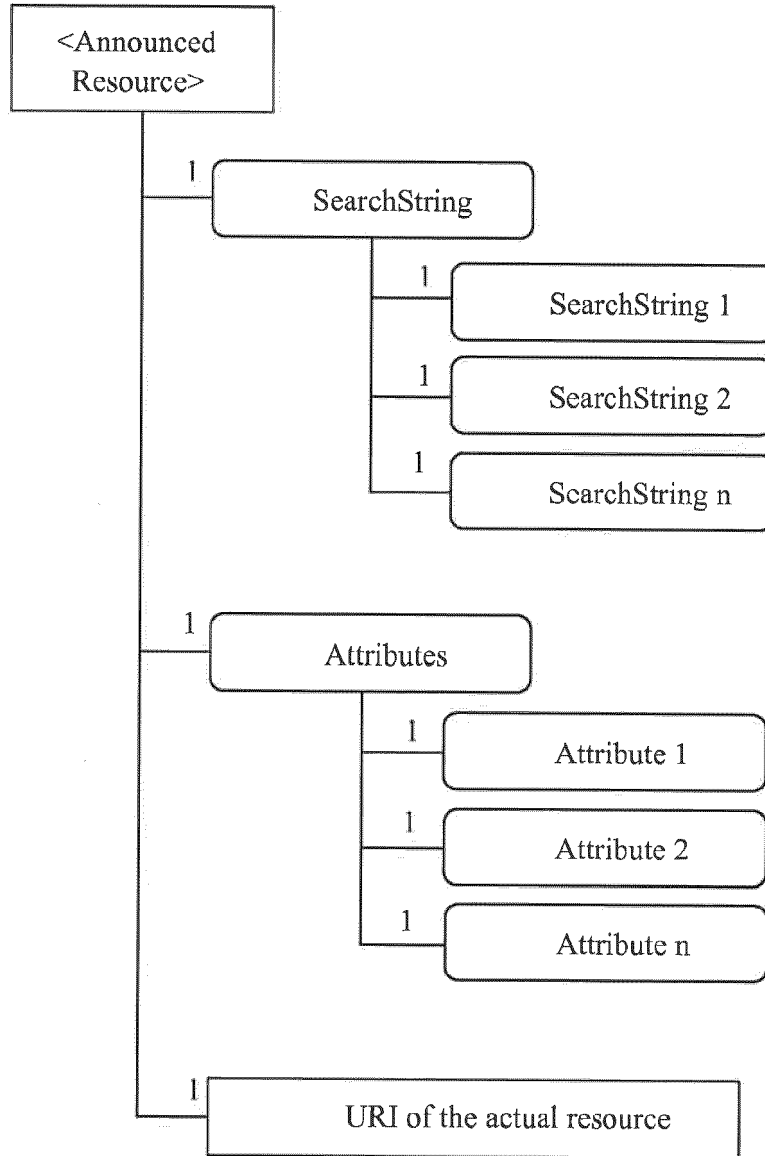 <Announced
Resource>
1
SearchString
1
SearchString 1
1
SearchString 2
1
SearchString n
1
Attributes
1
Attribute 1
1
Attribute 2
1
Attribute n
1
URI of the actual resource